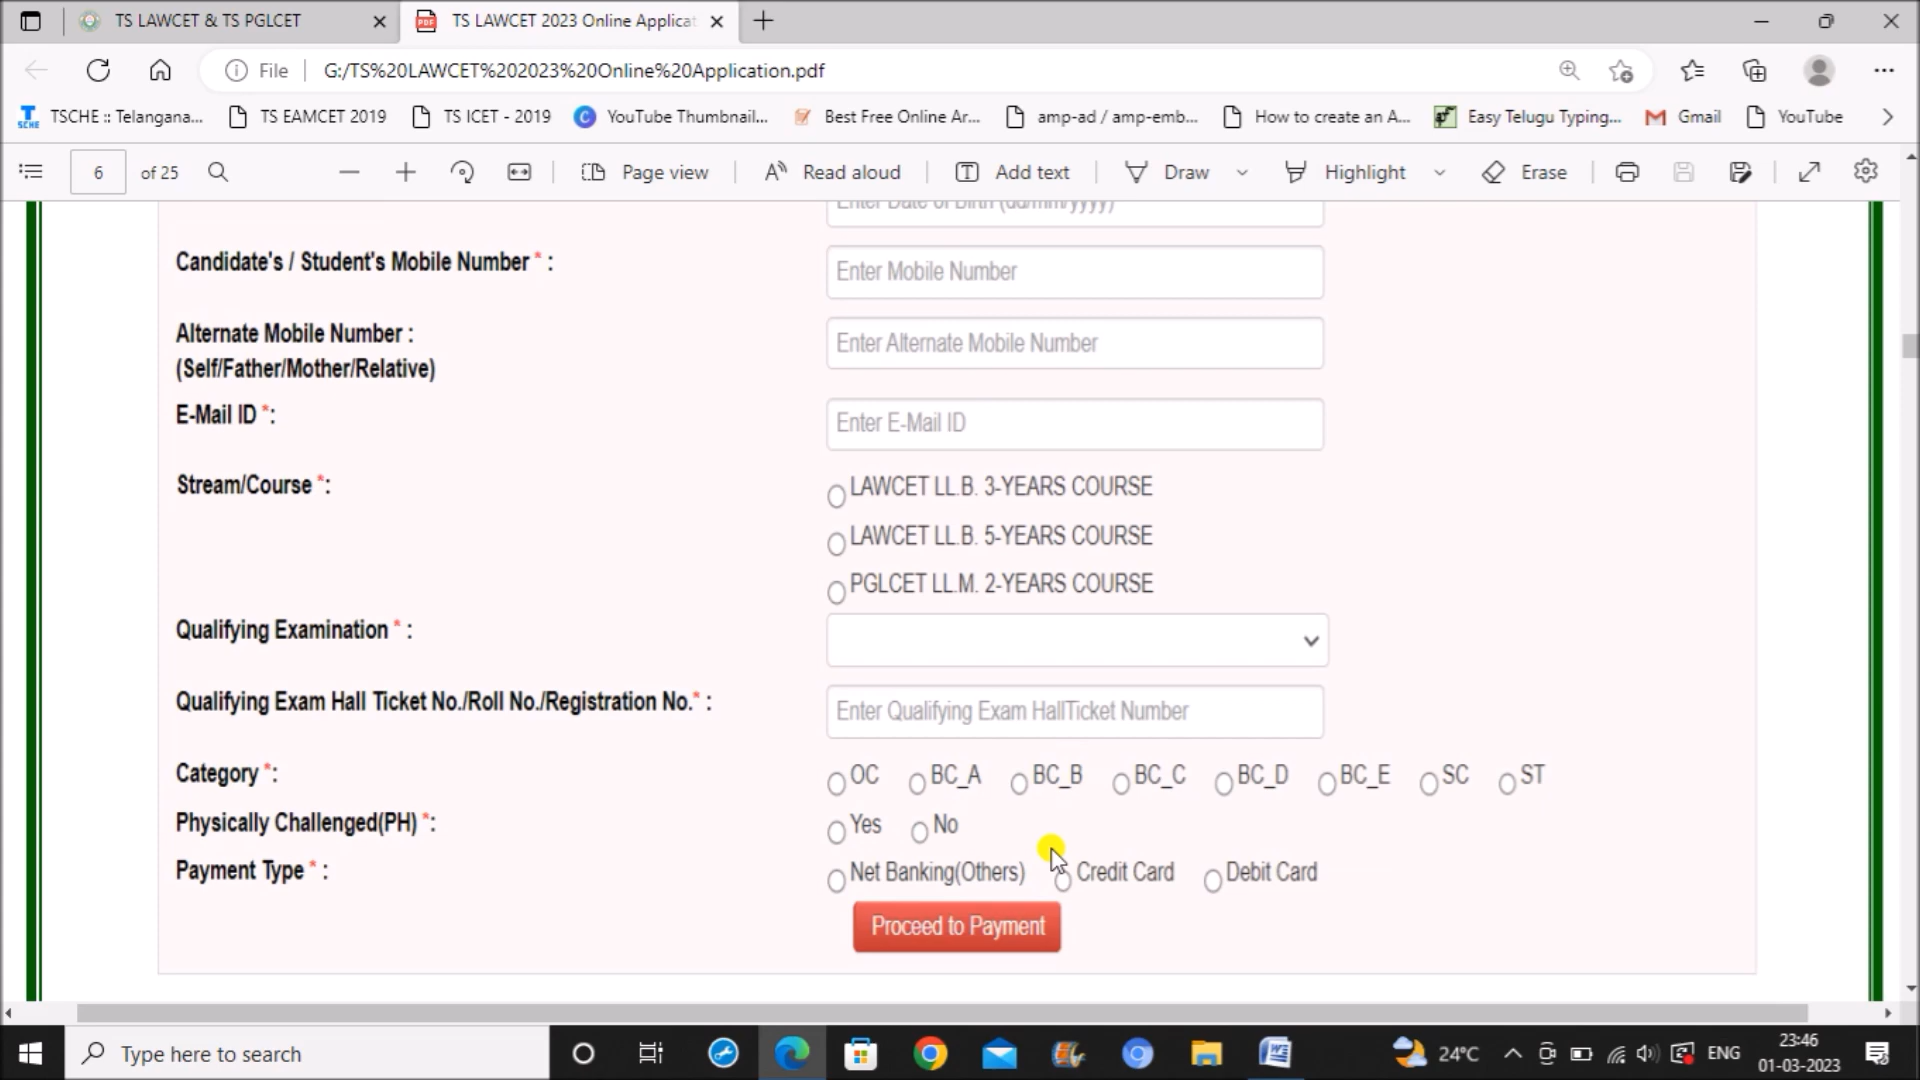 TS LAWCET & TS PGLCET
TS LAWCET 2023 Online Applicat
File G:/TS%20LAWCET%202023%20Online%20Application.pdf
TSCHE :: Telangana... TS EAMCET 2019 TS ICET - 2019 YouTube Thumbnail... Best Free Online Ar... amp-ad / amp-emb... How to create an A... Easy Telugu Typing... Gmail YouTube
6 of 25 Page view Read aloud Add text Draw Highlight Erase
Enter Date of Birth (dd/mm/yyyy)
Candidate's / Student's Mobile Number * : Enter Mobile Number
Alternate Mobile Number : Enter Alternate Mobile Number
(Self/Father/Mother/Relative)
E-Mail ID *: Enter E-Mail ID
Stream/Course *: LAWCET LL.B. 3-YEARS COURSE
LAWCET LL.B. 5-YEARS COURSE
PGLCET LL.M. 2-YEARS COURSE
Qualifying Examination * :
Qualifying Exam Hall Ticket No./Roll No./Registration No.* : Enter Qualifying Exam HallTicket Number
Category *: OC BC_A BC_B BC_C BC_D BC_E SC ST
Physically Challenged(PH) *: Yes No
Payment Type * : Net Banking(Others) Credit Card Debit Card
Proceed to Payment
Type here to search
24°C ENG 23:46
01-03-2023